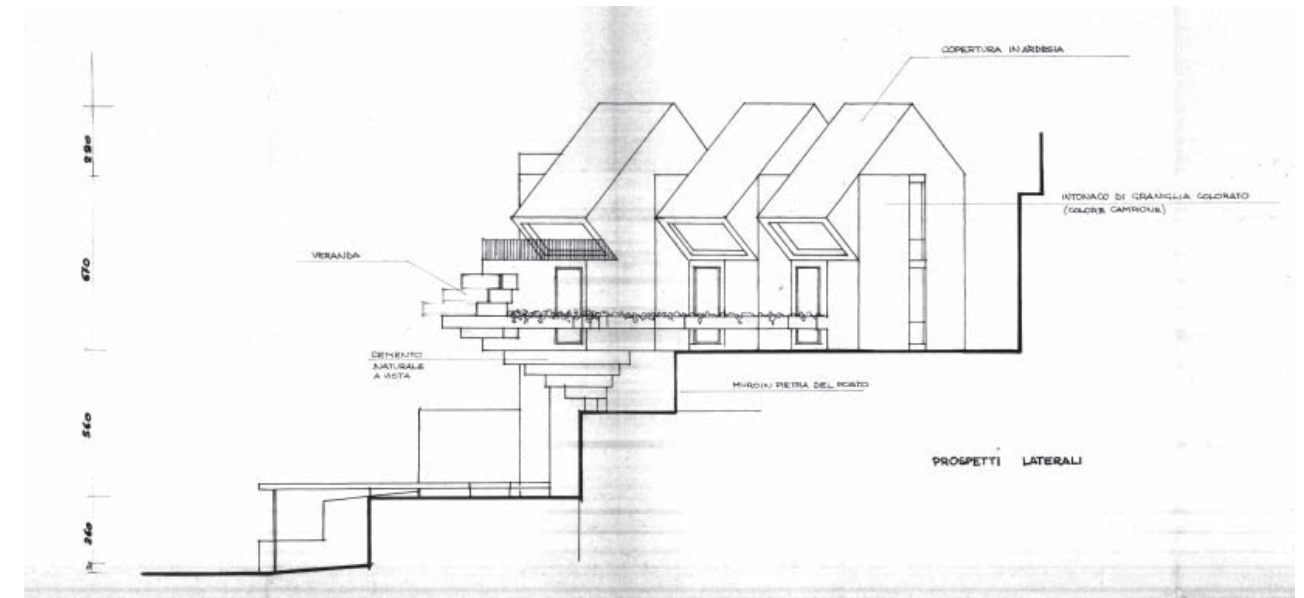 COPERTURA IN ARDESIA
290
INTONACO DI GRANIGLIA COLORATO
(COLORE CAMPIONE)
VERANDA
670
CEMENTO
NATURALE
A VISTA
MURO IN PIETRA DEL POSTO
560
PROSPETTI LATERALI
260